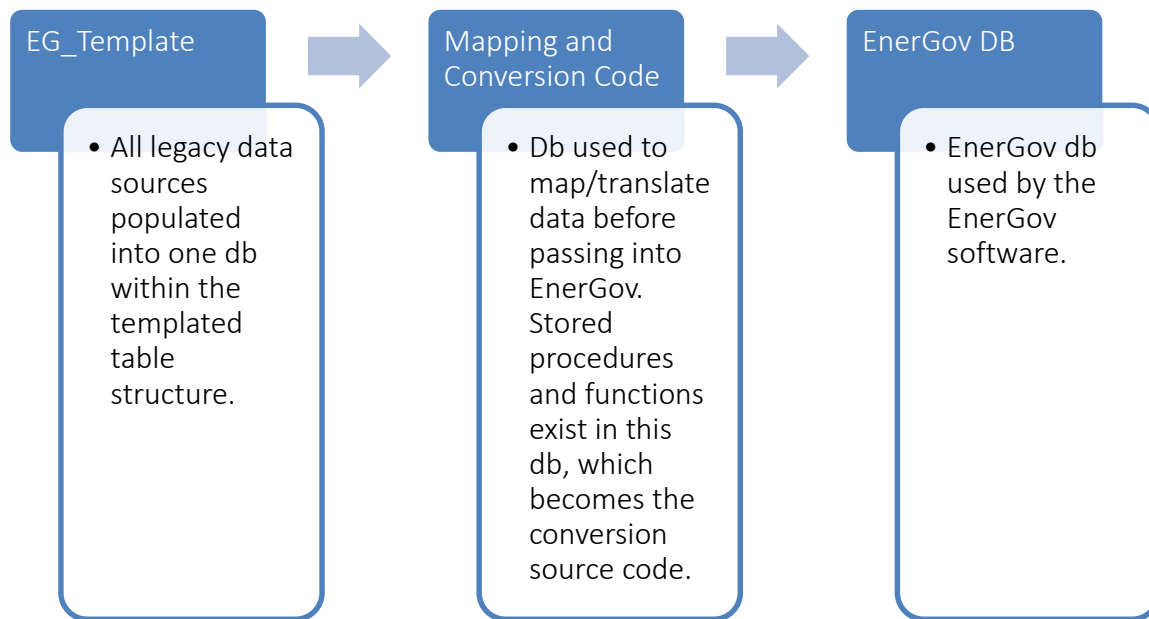 EG_Template
• All legacy data
sources
populated
into one db
within the
templated
table
structure.
Mapping and
Conversion Code
• Db used to
map/translate
data before
passing into
EnerGov.
Stored
procedures
and functions
exist in this
db, which
becomes the
conversion
source code.
EnerGov DB
• EnerGov db
used by the
EnerGov
software.